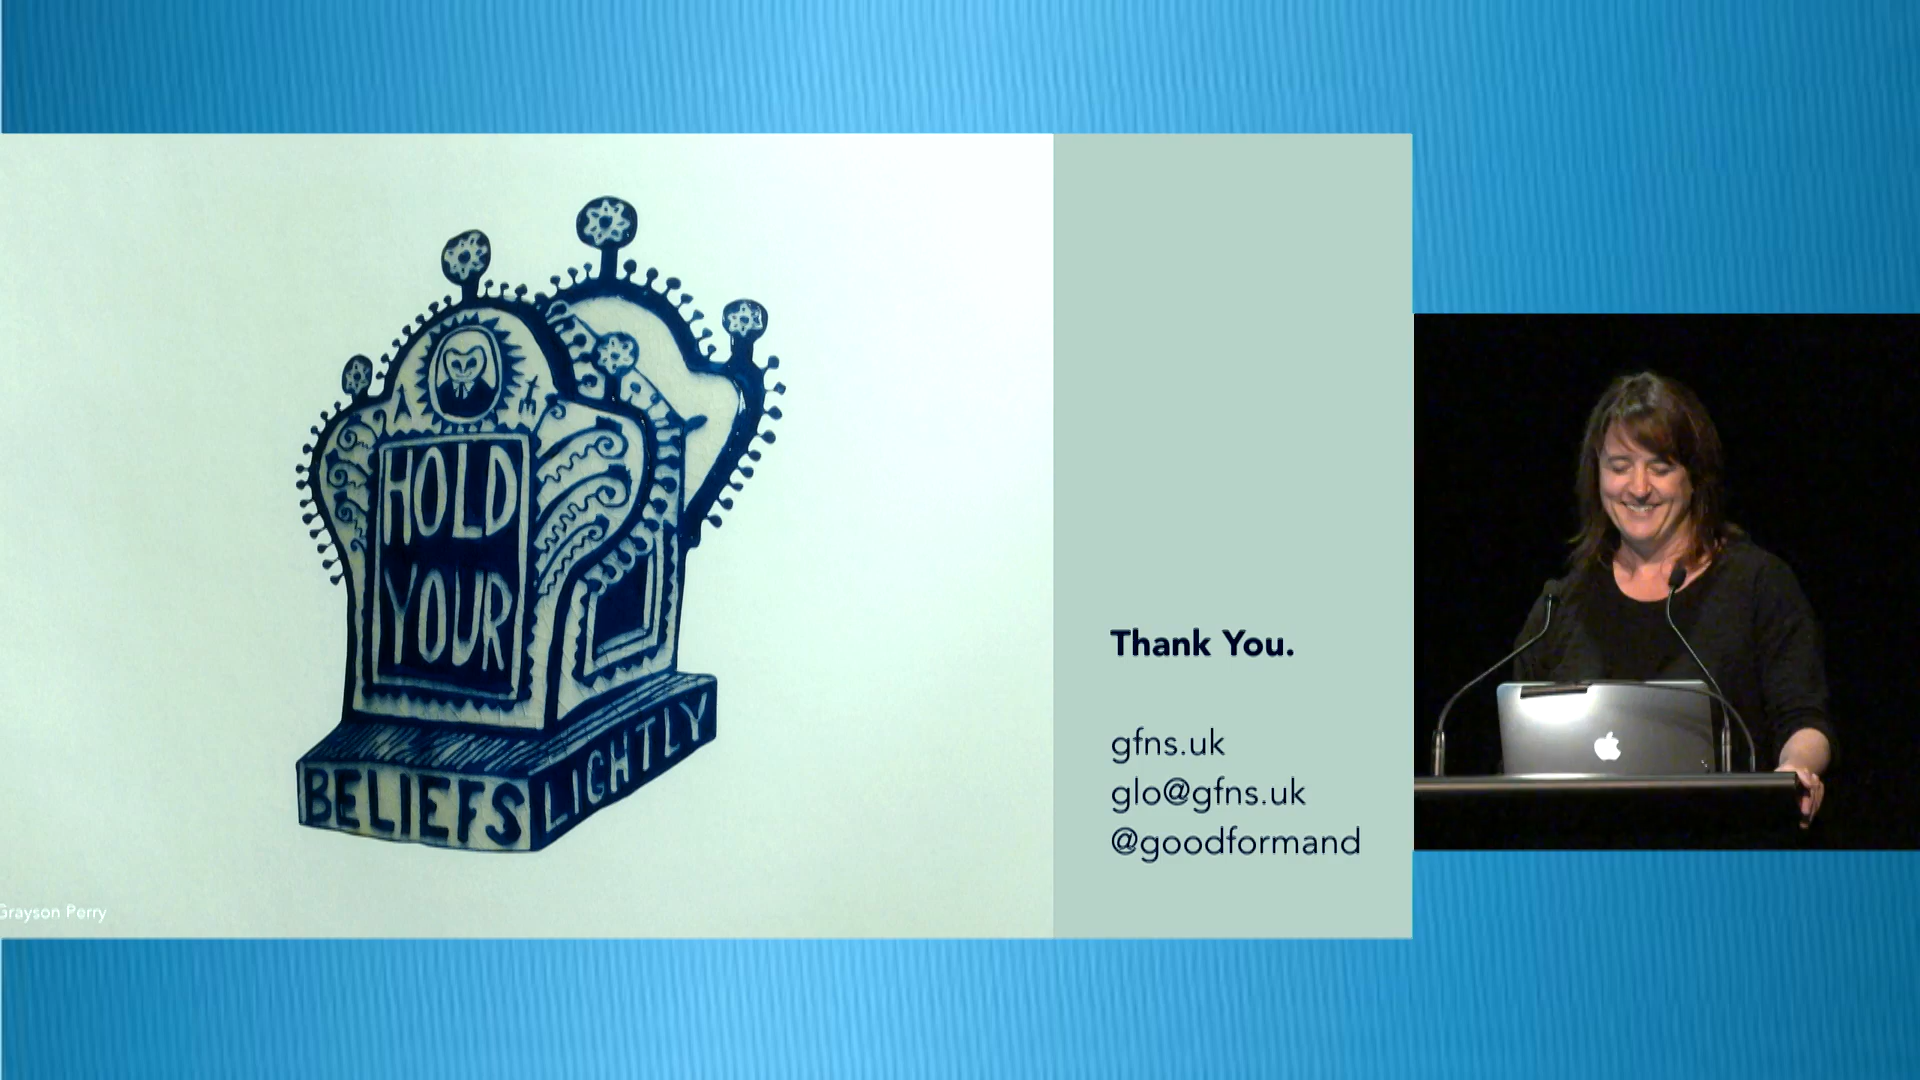 HOLD
YOUR
BELIEFS LIGHTLY
Grayson Perry
Thank You.
gfns.uk
glo@gfns.uk
@goodformand